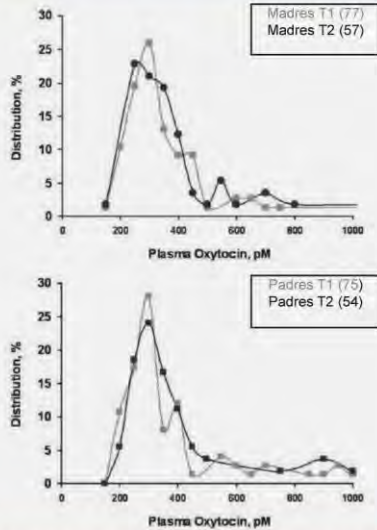 Madres T1 (77)
Madres T2 (57)
Distribution, %
30
25
20
15
10
5
0
0 200 400 600 800 1000
Plasma Oxytocin, pM
Padres T1 (75)
Padres T2 (54)
Distribution, %
30
25
20
15
10
5
0
0 200 400 600 800 1000
Plasma Oxytocin, pM